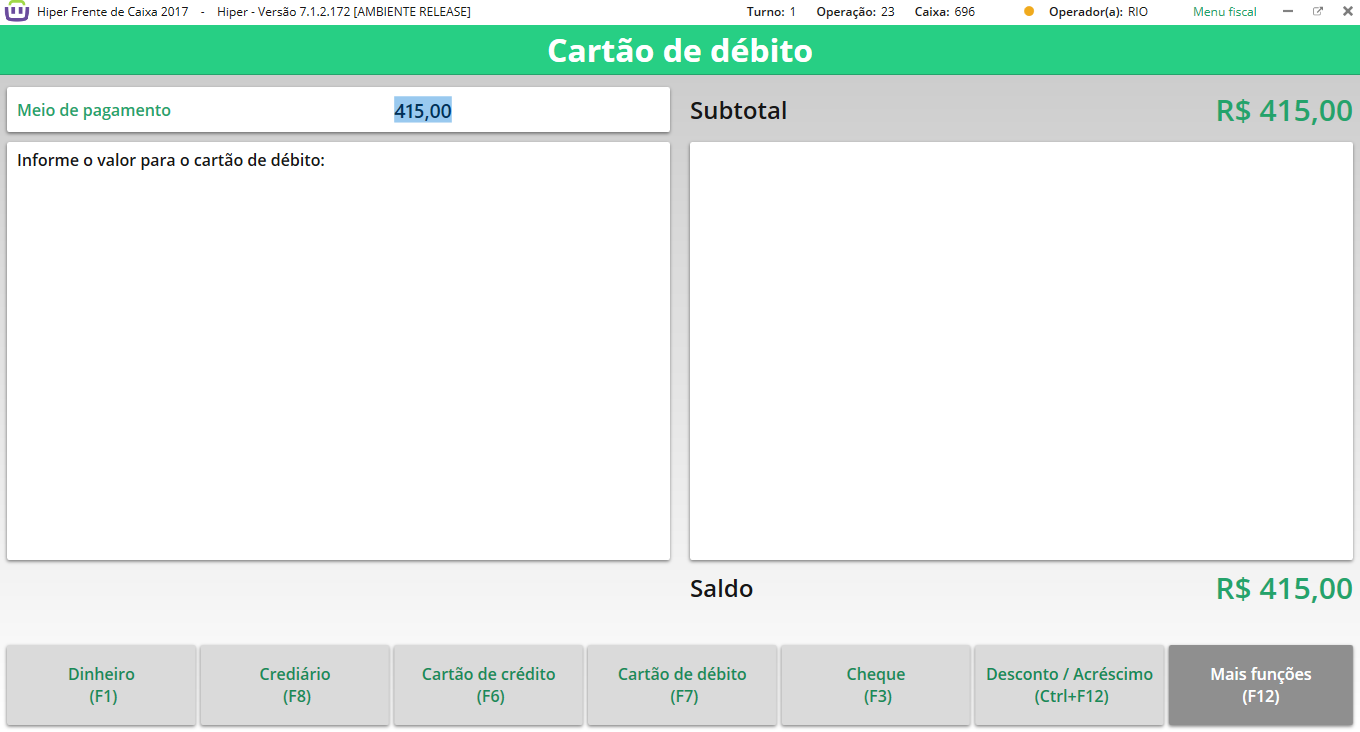 Hiper Frente de Caixa 2017 - Hiper - Versão 7.1.2.172 [AMBIENTE RELEASE] Turno: 1 Operação: 23 Caixa: 696 Operador(a): RIO Menu fiscal
Cartão de débito
Meio de pagamento 415,00
Subtotal R$ 415,00
Informe o valor para o cartão de débito:
Saldo R$ 415,00
Dinheiro
(F1)
Crediário
(F8)
Cartão de crédito
(F6)
Cartão de débito
(F7)
Cheque
(F3)
Desconto / Acréscimo
(Ctrl+F12)
Mais funções
(F12)